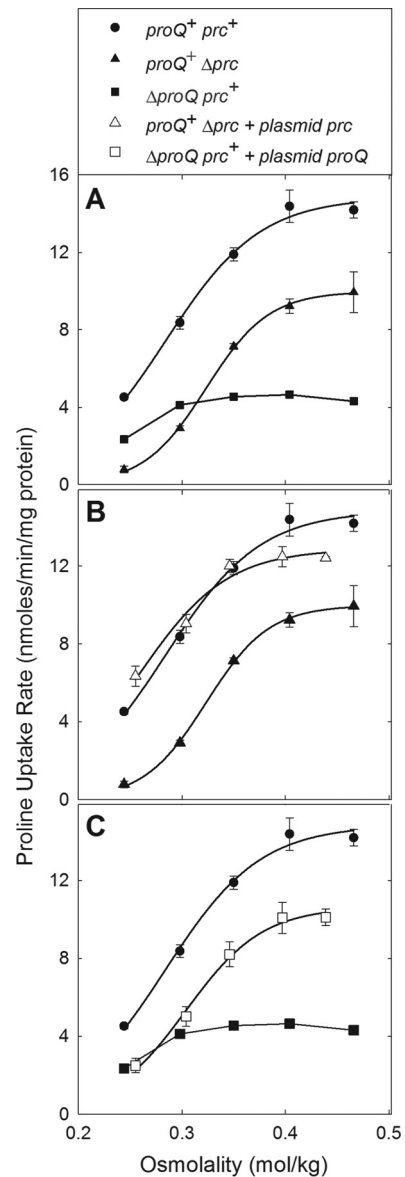 proQ⁺ prc⁺
proQ⁺ Δprc
ΔproQ prc⁺
proQ⁺ Δprc + plasmid prc
ΔproQ prc⁺ + plasmid proQ
16
A
12
8
4
0
B
12
8
4
0
C
12
8
4
0
0.2 0.3 0.4 0.5
Osmolality (mol/kg)
Proline Uptake Rate (nmoles/min/mg protein)